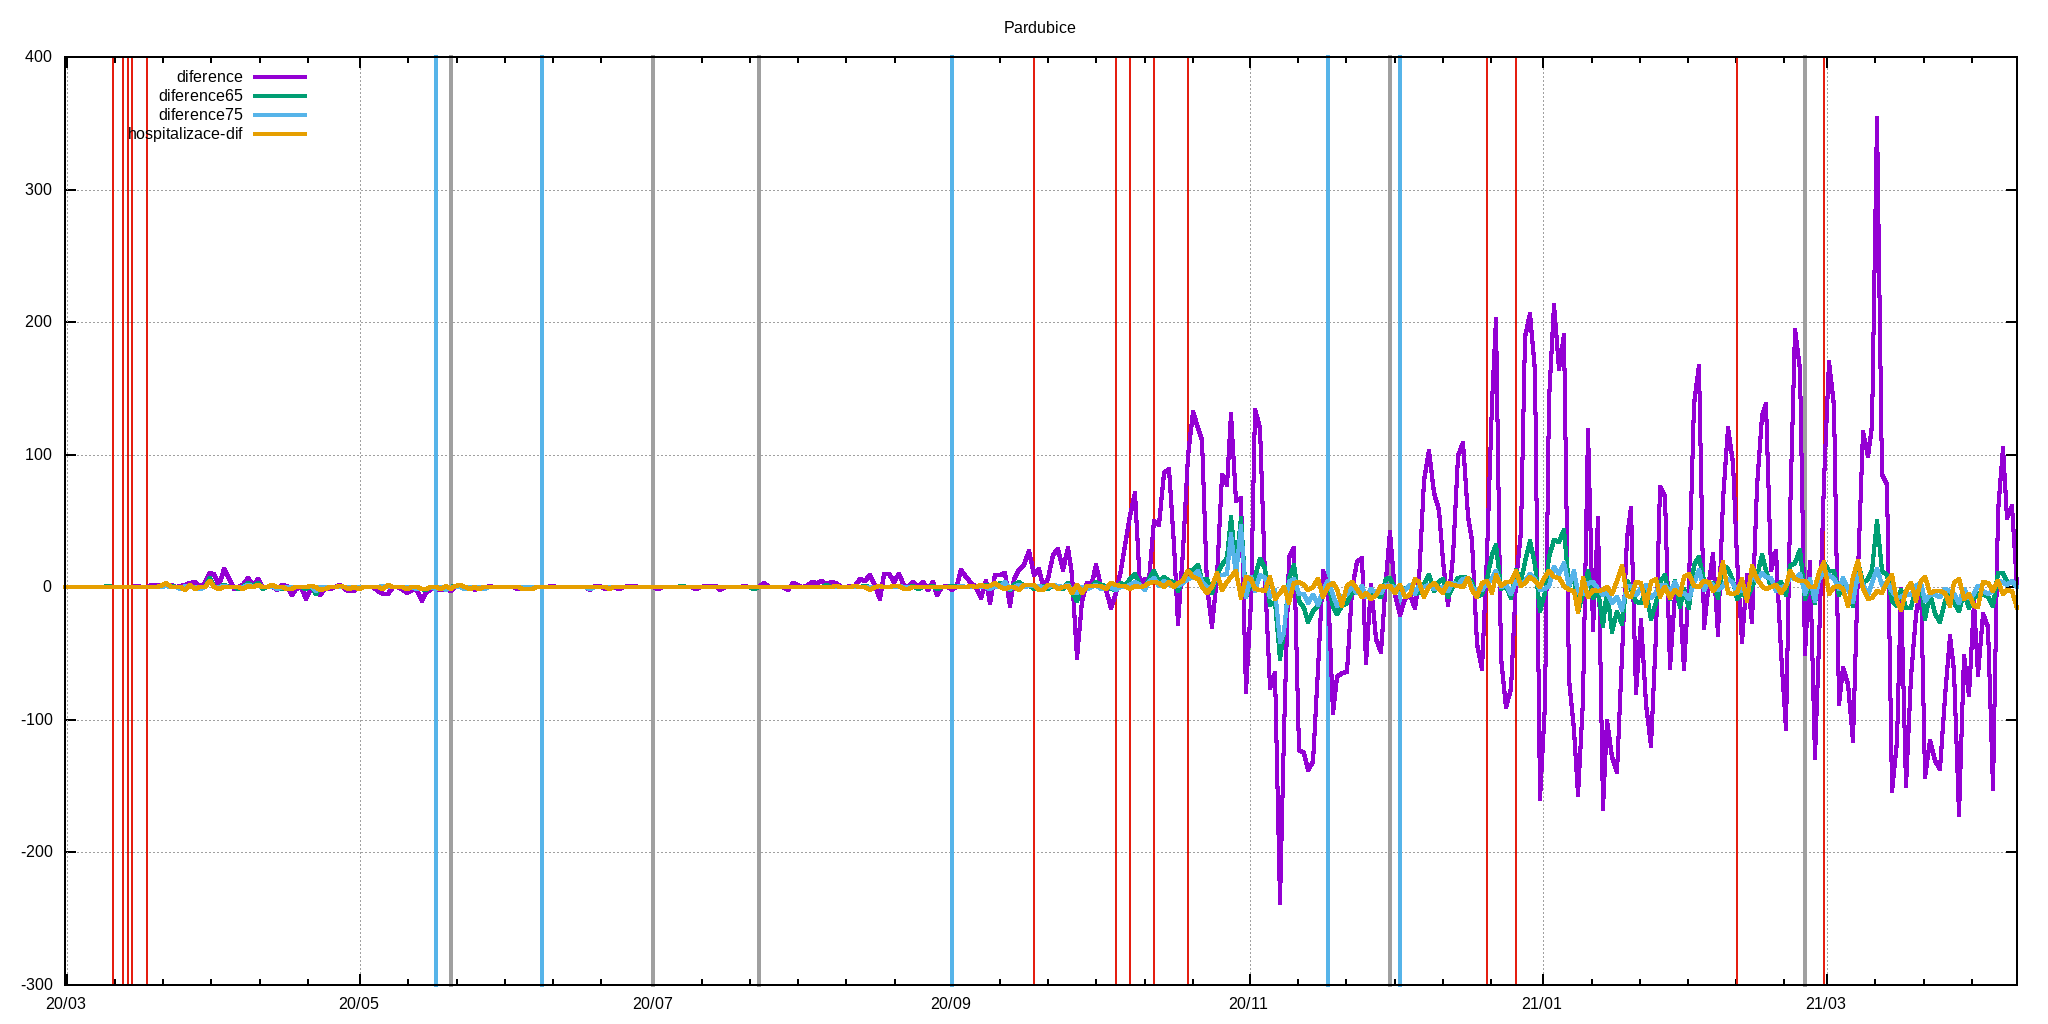 Pardubice
400
300
200
100
0
-100
-200
-300
diference
diference65
diference75
hospitalizace-dif
20/03 20/05 20/07 20/09 20/11 21/01 21/03